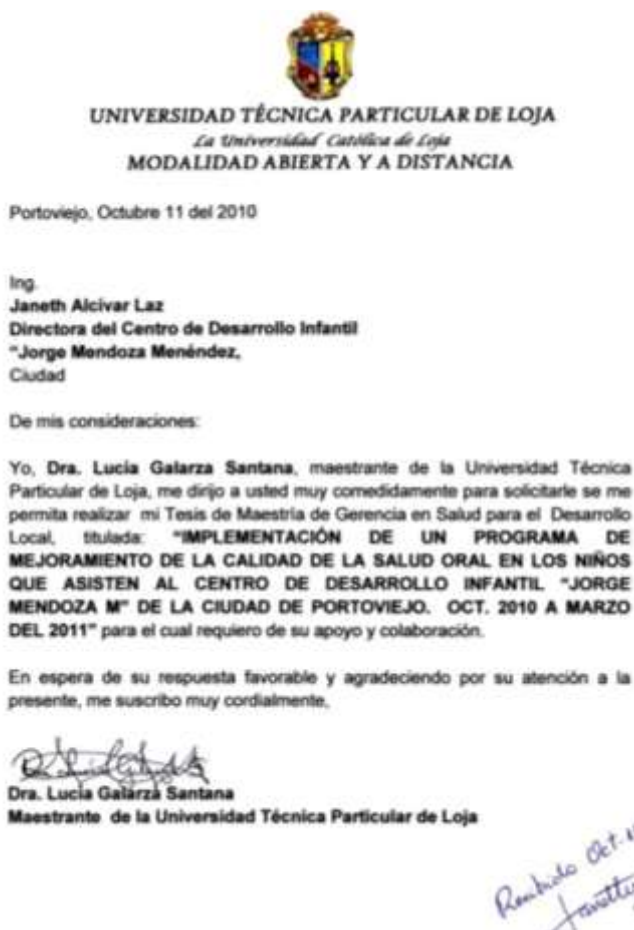 UNIVERSIDAD TÉCNICA PARTICULAR DE LOJA
La Universidad Católica de Loja
MODALIDAD ABIERTA Y A DISTANCIA
Portoviejo, Octubre 11 del 2010
Ing.
Janeth Alcivar Laz
Directora del Centro de Desarrollo Infantil
"Jorge Mendoza Menéndez,
Ciudad
De mis consideraciones:
Yo, Dra. Lucía Galarza Santana, maestrante de la Universidad Técnica
Particular de Loja, me dirijo a usted muy comedidamente para solicitarle se me
permita realizar mi Tesis de Maestría de Gerencia en Salud para el Desarrollo
Local, titulada: "IMPLEMENTACIÓN DE UN PROGRAMA DE
MEJORAMIENTO DE LA CALIDAD DE LA SALUD ORAL EN LOS NIÑOS
QUE ASISTEN AL CENTRO DE DESARROLLO INFANTIL "JORGE
MENDOZA M" DE LA CIUDAD DE PORTOVIEJO. OCT. 2010 A MARZO
DEL 2011" para el cual requiero de su apoyo y colaboración.
En espera de su respuesta favorable y agradeciendo por su atención a la
presente, me suscribo muy cordialmente,
Dra. Lucía Galarza Santana
Maestrante de la Universidad Técnica Particular de Loja
Recibido Oct.